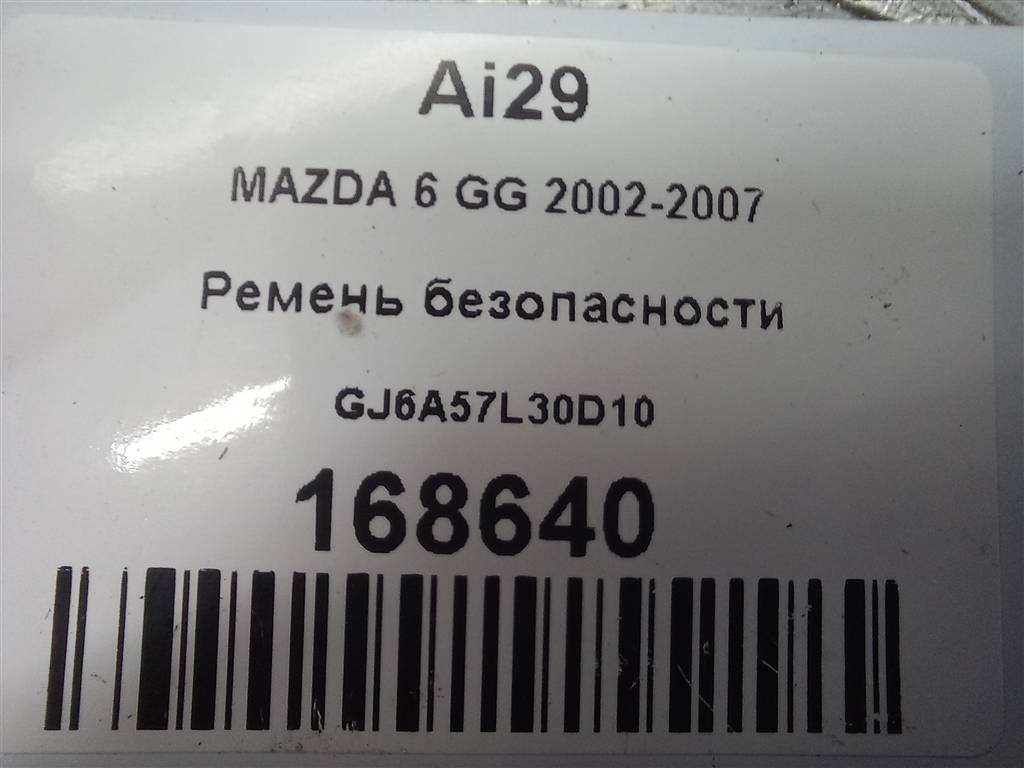 Ai29
MAZDA 6 GG 2002-2007
Ремень безопасности
GJ6A57L30D10
168640